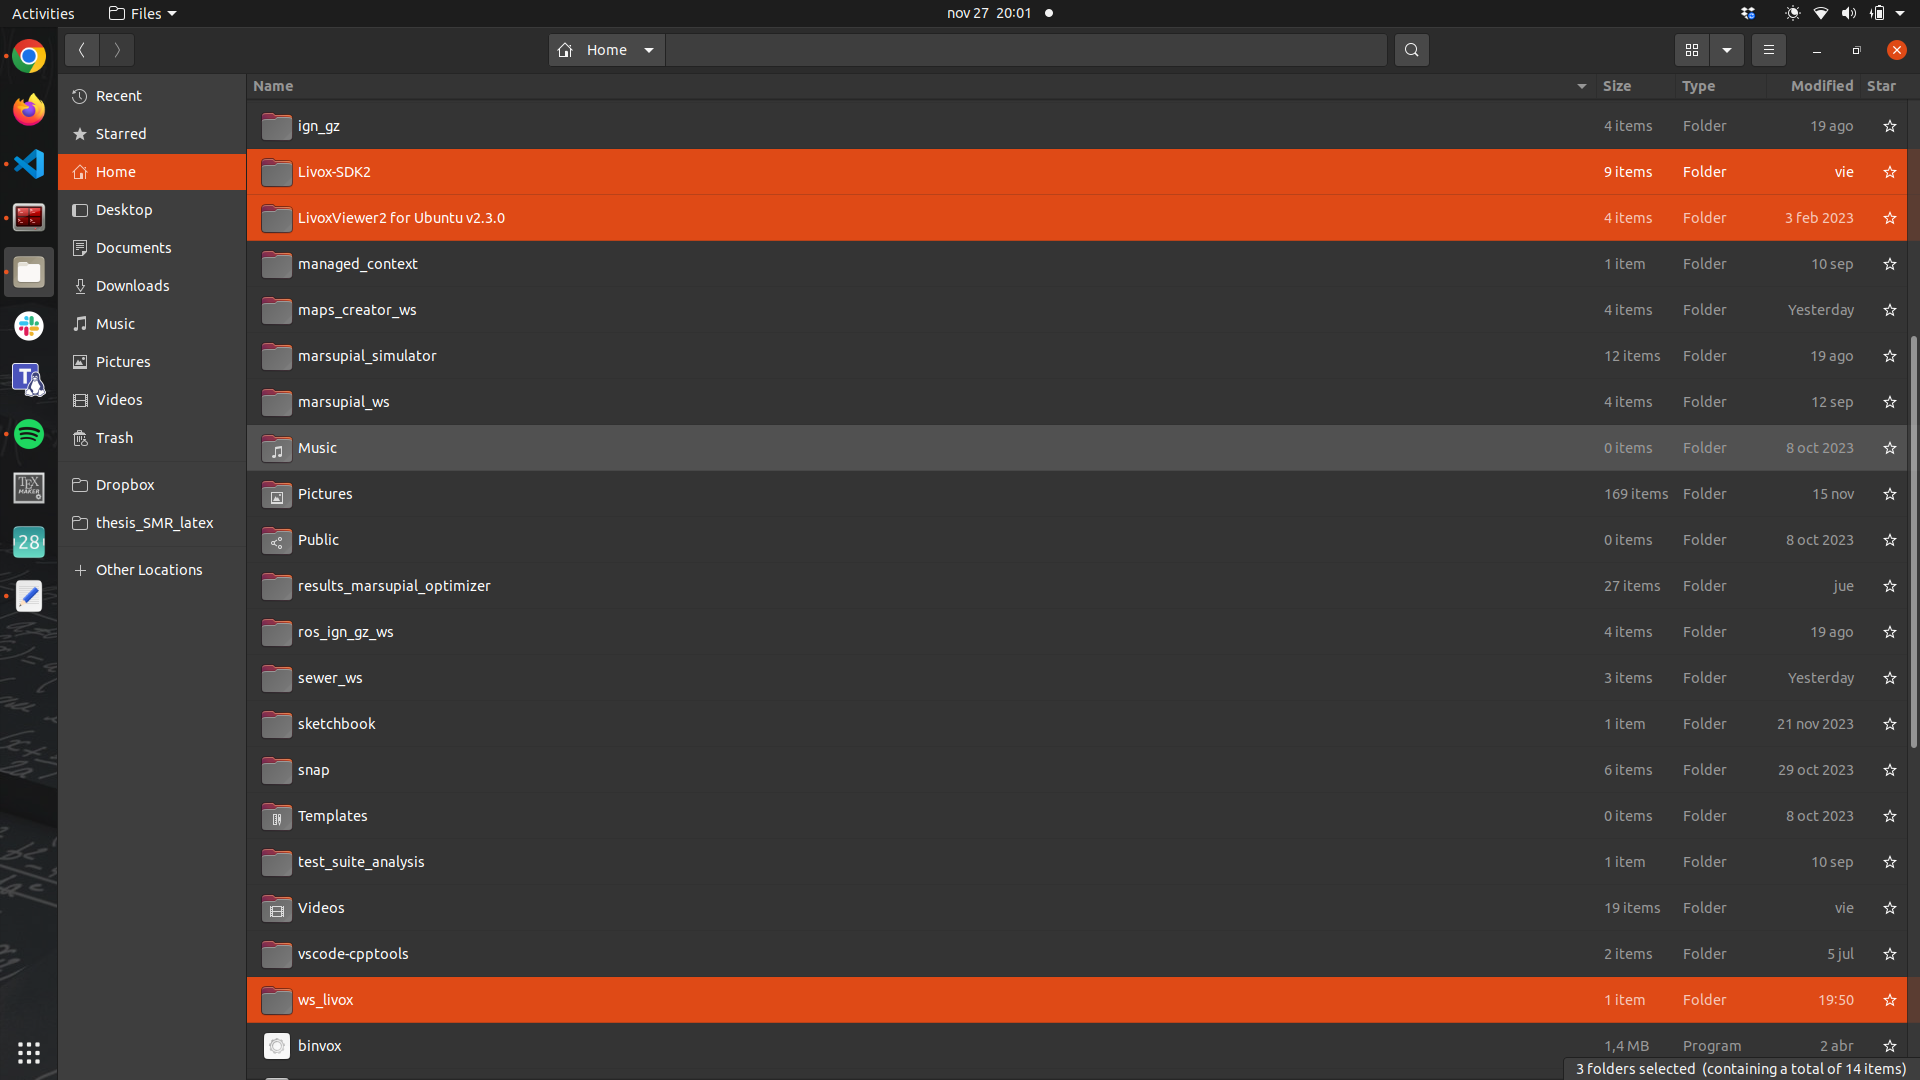 Activities Files nov 27 20:01
Home
Name Size Type Modified Star
Recent
Starred
Home
Desktop
Documents
Downloads
Music
Pictures
Videos
Trash
Dropbox
thesis_SMR_latex
Other Locations
ign_gz 4 items Folder 19 ago
Livox-SDK2 9 items Folder vie
LivoxViewer2 for Ubuntu v2.3.0 4 items Folder 3 feb 2023
managed_context 1 item Folder 10 sep
maps_creator_ws 4 items Folder Yesterday
marsupial_simulator 12 items Folder 19 ago
marsupial_ws 4 items Folder 12 sep
Music 0 items Folder 8 oct 2023
Pictures 169 items Folder 15 nov
Public 0 items Folder 8 oct 2023
results_marsupial_optimizer 27 items Folder jue
ros_ign_gz_ws 4 items Folder 19 ago
sewer_ws 3 items Folder Yesterday
sketchbook 1 item Folder 21 nov 2023
snap 6 items Folder 29 oct 2023
Templates 0 items Folder 8 oct 2023
test_suite_analysis 1 item Folder 10 sep
Videos 19 items Folder vie
vscode-cpptools 2 items Folder 5 jul
ws_livox 1 item Folder 19:50
binvox 1,4 MB Program 2 abr
3 folders selected (containing a total of 14 items)
T
TEX
MAKER
28